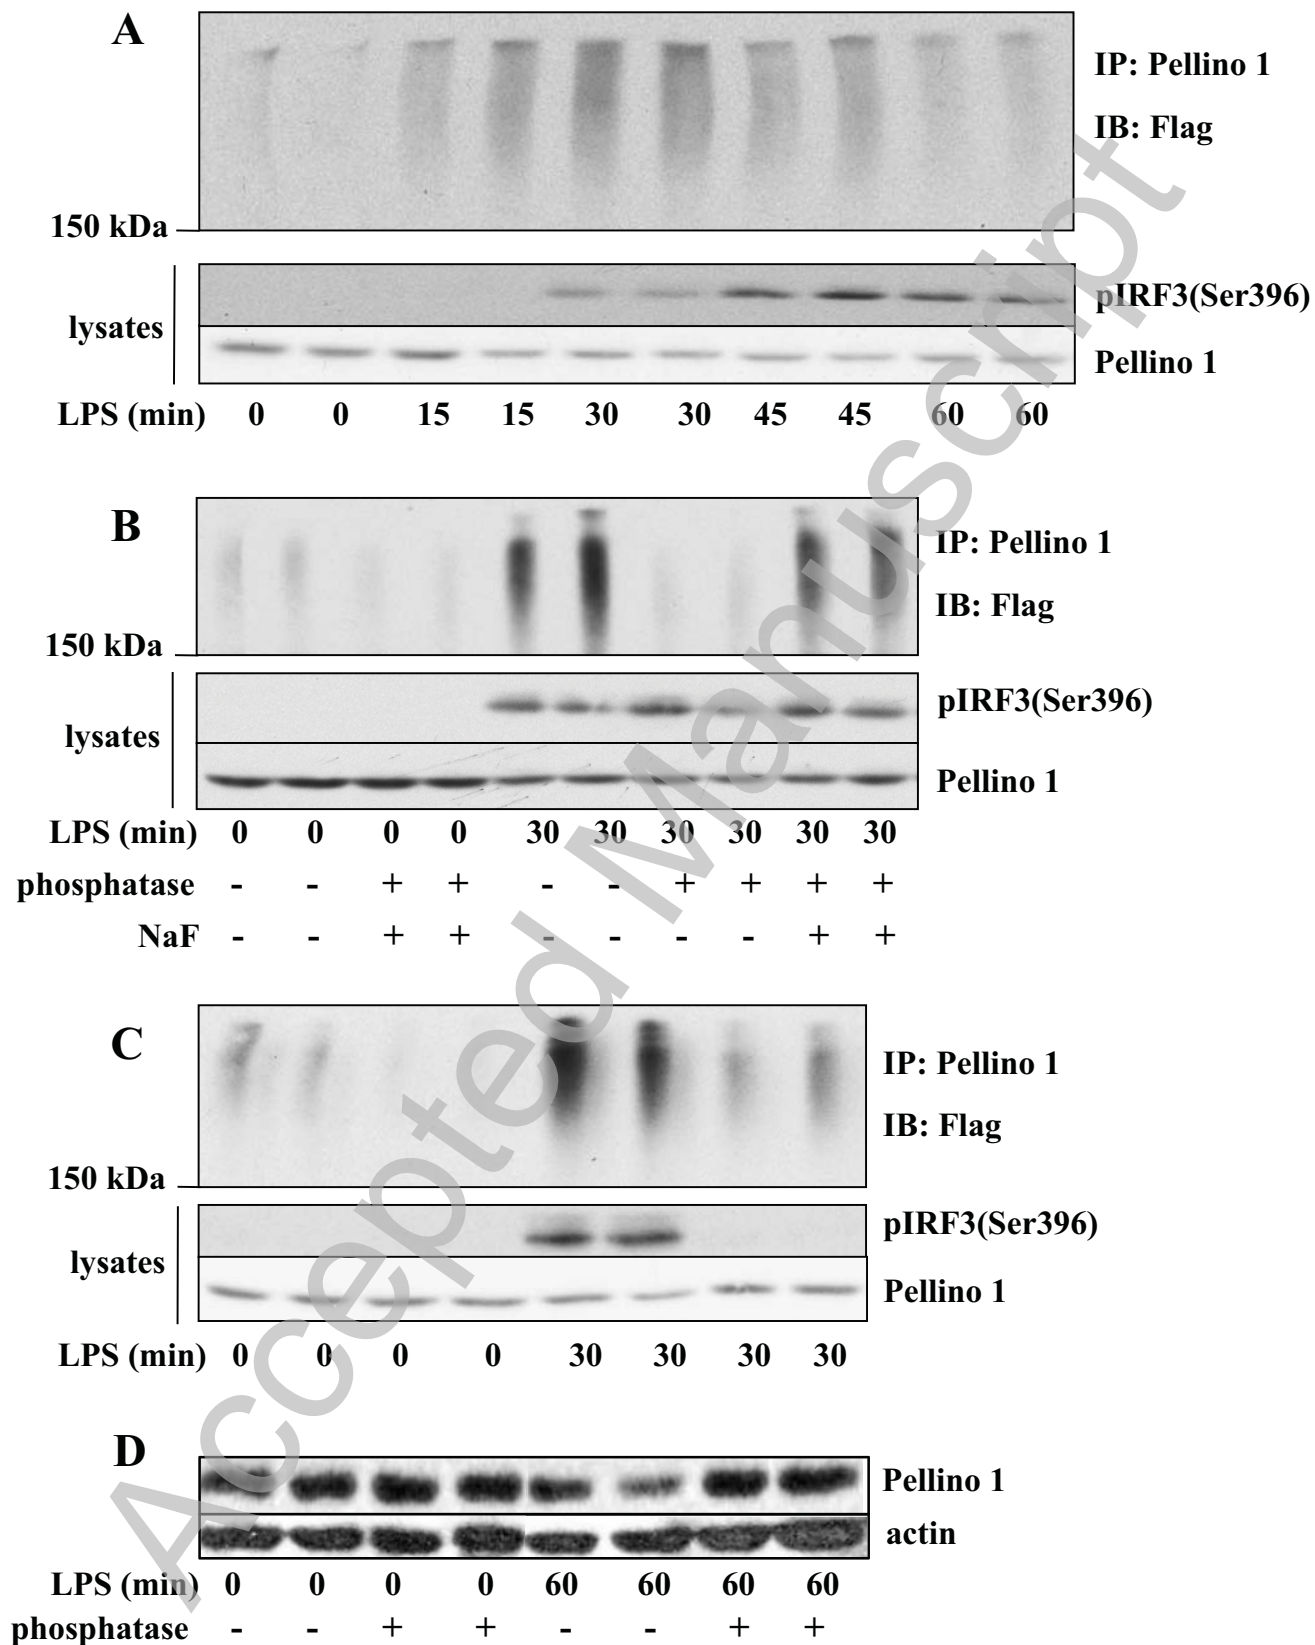 A
IP: Pellino 1
IB: Flag
150 kDa
lysates
pIRF3(Ser396)
Pellino 1
LPS (min) 0 0 15 15 30 30 45 45 60 60
B
IP: Pellino 1
IB: Flag
150 kDa
lysates
pIRF3(Ser396)
Pellino 1
LPS (min) 0 0 0 0 30 30 30 30 30 30
phosphatase - - + + - - + + + +
NaF - - + + - - - - + +
C
IP: Pellino 1
IB: Flag
150 kDa
lysates
pIRF3(Ser396)
Pellino 1
LPS (min) 0 0 0 0 30 30 30 30
D
Pellino 1
actin
LPS (min) 0 0 0 0 60 60 60 60
phosphatase - - + + - - + +
Accepted Manuscript